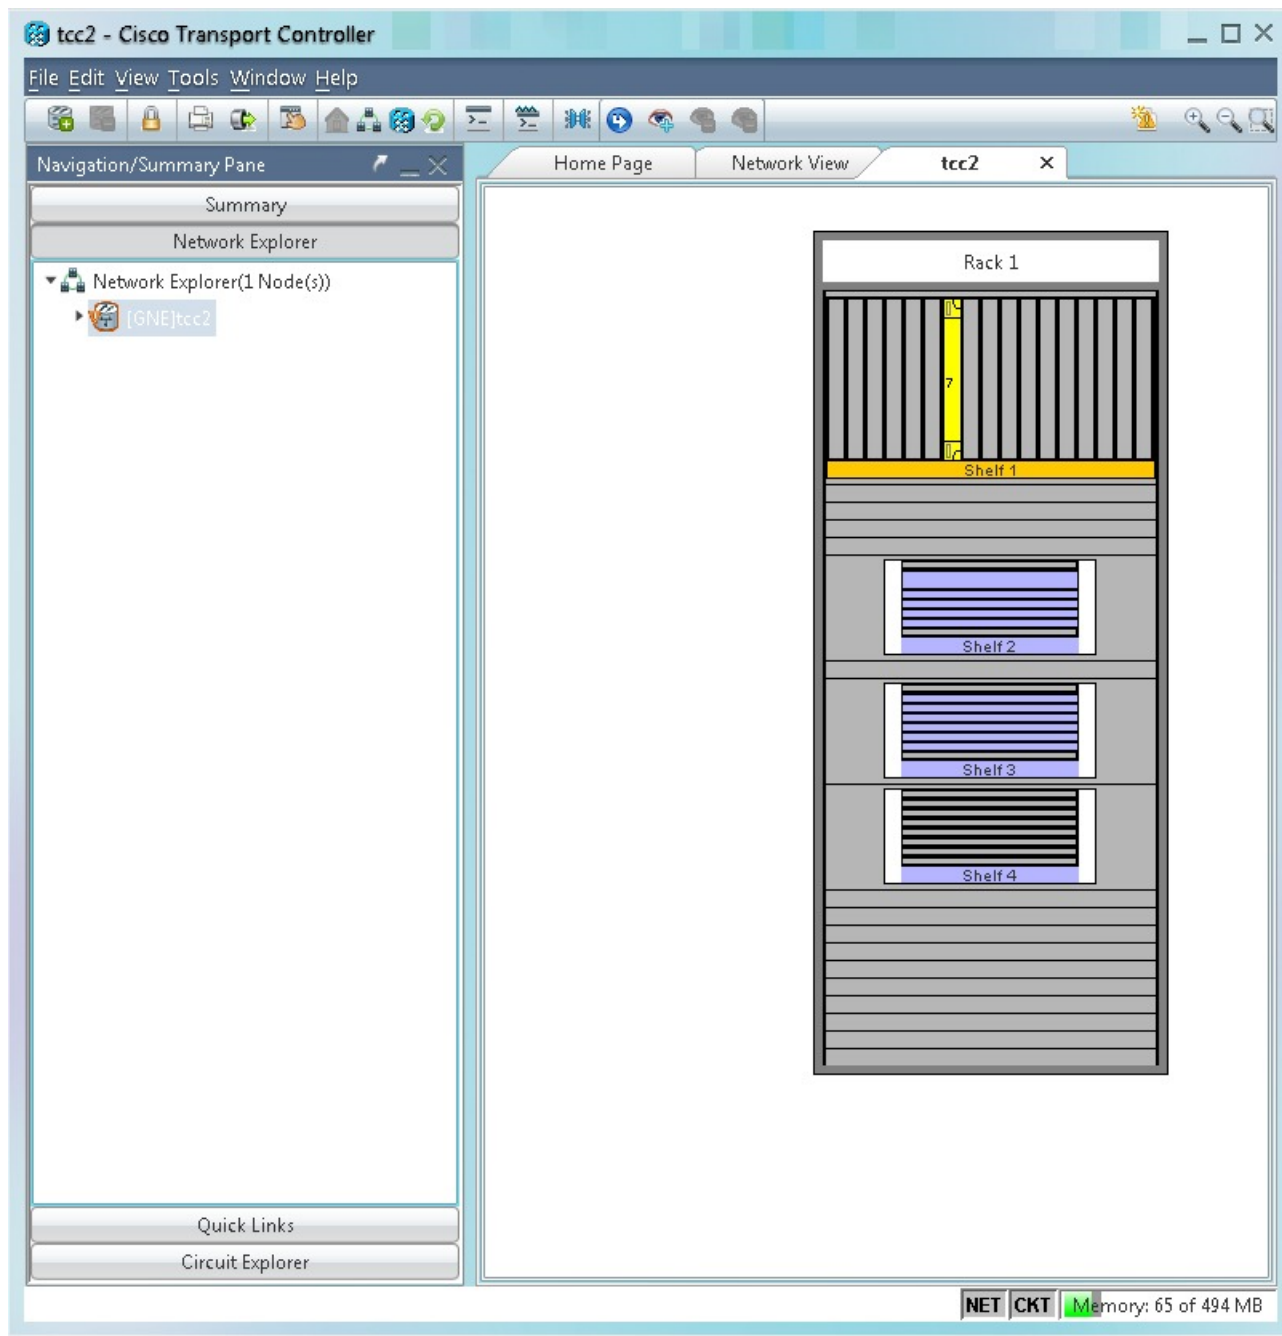 tcc2 - Cisco Transport Controller
File Edit View Tools Window Help
Navigation/Summary Pane
Home Page
Network View
tcc2
Summary
Network Explorer
Network Explorer(1 Node(s))
[GNE]tcc2
Rack 1
7
Shelf 1
Shelf 2
Shelf 3
Shelf 4
Quick Links
Circuit Explorer
NET CKT Memory: 65 of 494 MB